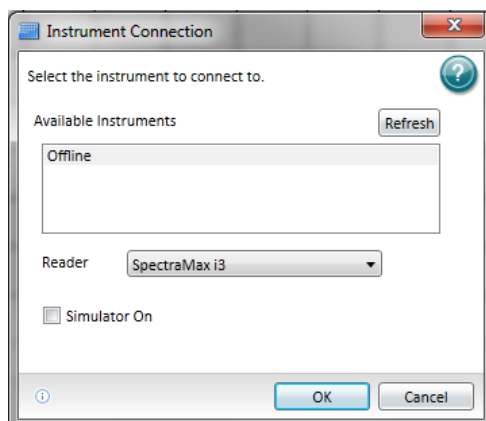 Instrument Connection
Select the instrument to connect to.
Available Instruments
Refresh
Offline
Reader
SpectraMax i3
Simulator On
OK
Cancel